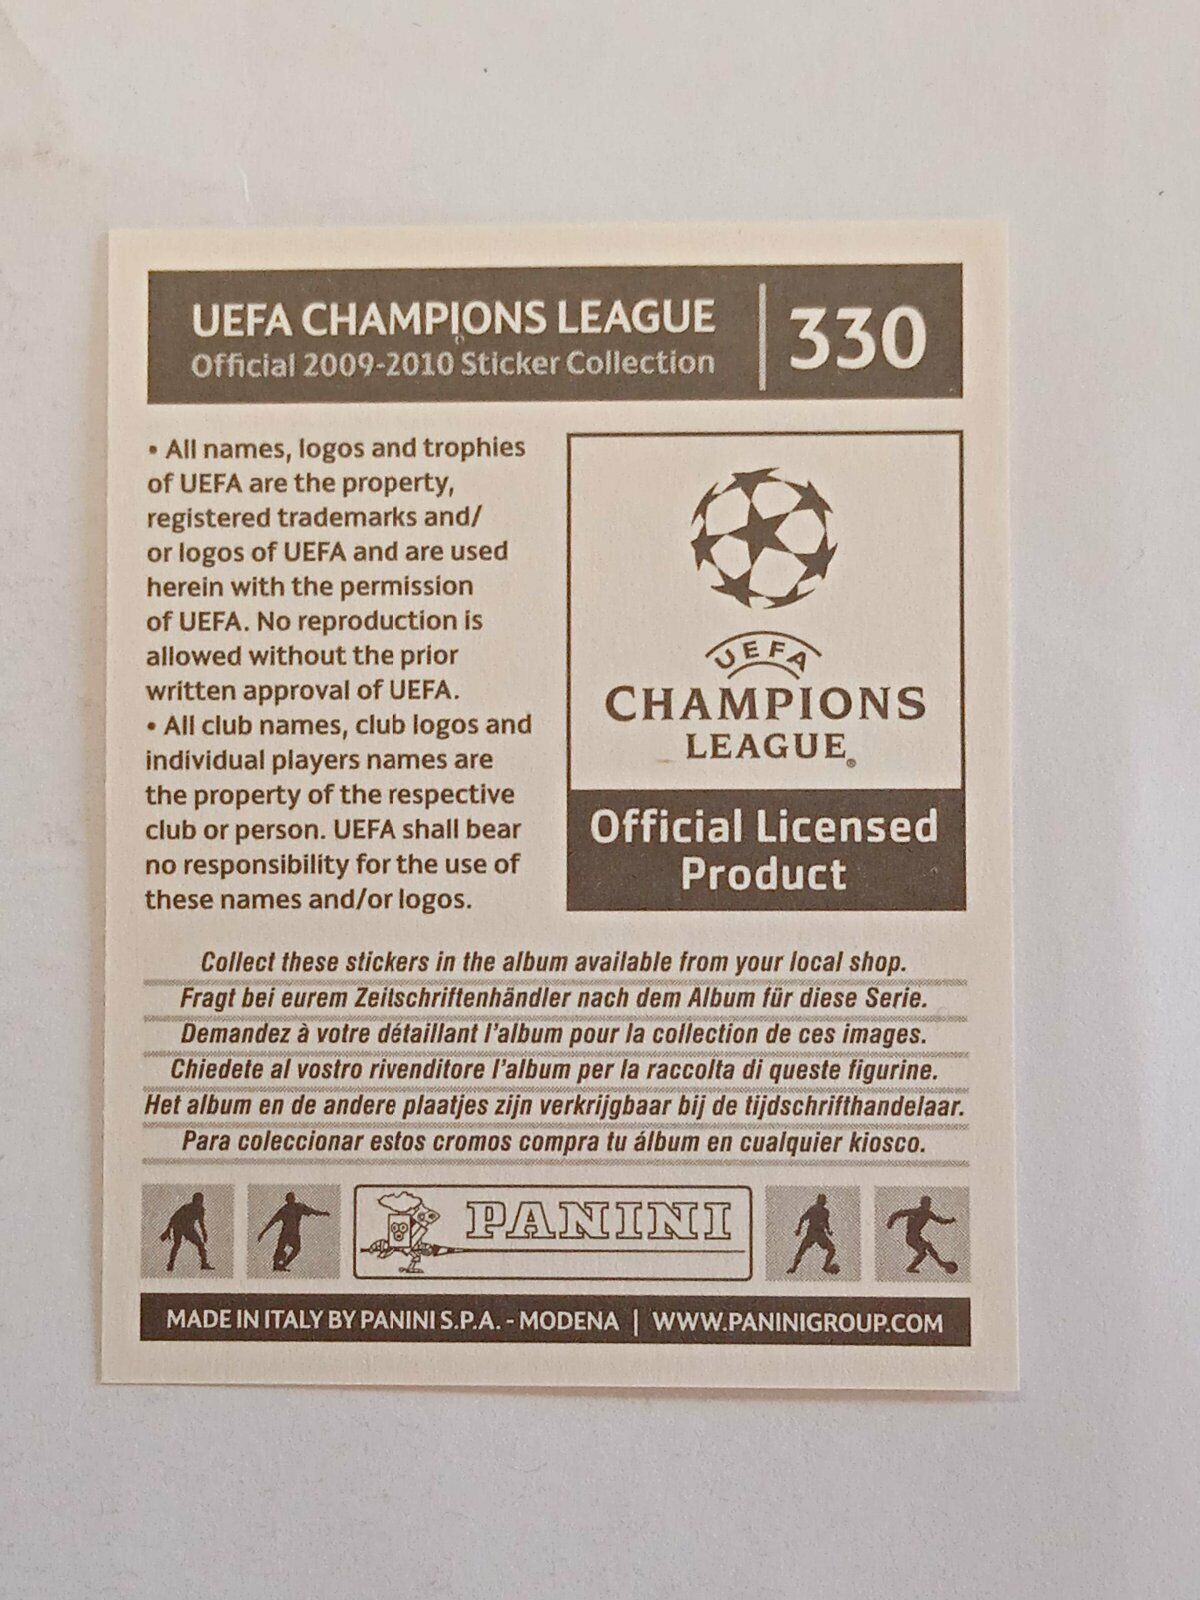 UEFA CHAMPIONS LEAGUE
Official 2009-2010 Sticker Collection
330
• All names, logos and trophies
of UEFA are the property,
registered trademarks and/
or logos of UEFA and are used
herein with the permission
of UEFA. No reproduction is
allowed without the prior
written approval of UEFA.
• All club names, club logos and
individual players names are
the property of the respective
club or person. UEFA shall bear
no responsibility for the use of
these names and/or logos.
UEFA
CHAMPIONS
LEAGUE®
Official Licensed
Product
Collect these stickers in the album available from your local shop.
Fragt bei eurem Zeitschriftenhändler nach dem Album für diese Serie.
Demandez à votre détaillant l'album pour la collection de ces images.
Chiedete al vostro rivenditore l'album per la raccolta di queste figurine.
Het album en de andere plaatjes zijn verkrijgbaar bij de tijdschrifthandelaar.
Para coleccionar estos cromos compra tu álbum en cualquier kiosco.
PANINI
MADE IN ITALY BY PANINI S.P.A. - MODENA | WWW.PANINIGROUP.COM